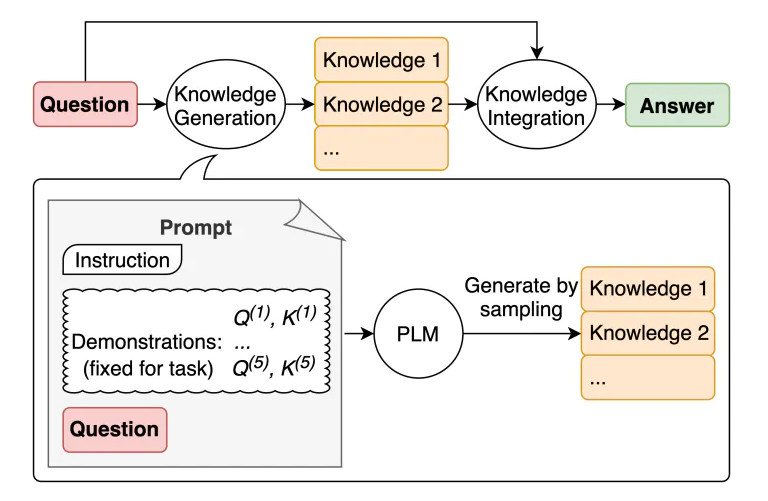 Question
Knowledge
Generation
Knowledge 1
Knowledge 2
...
Knowledge
Integration
Answer
Prompt
Instruction
Q(1), K(1)
Demonstrations: ...
(fixed for task) Q(5), K(5)
Question
PLM
Generate by
sampling
Knowledge 1
Knowledge 2
...